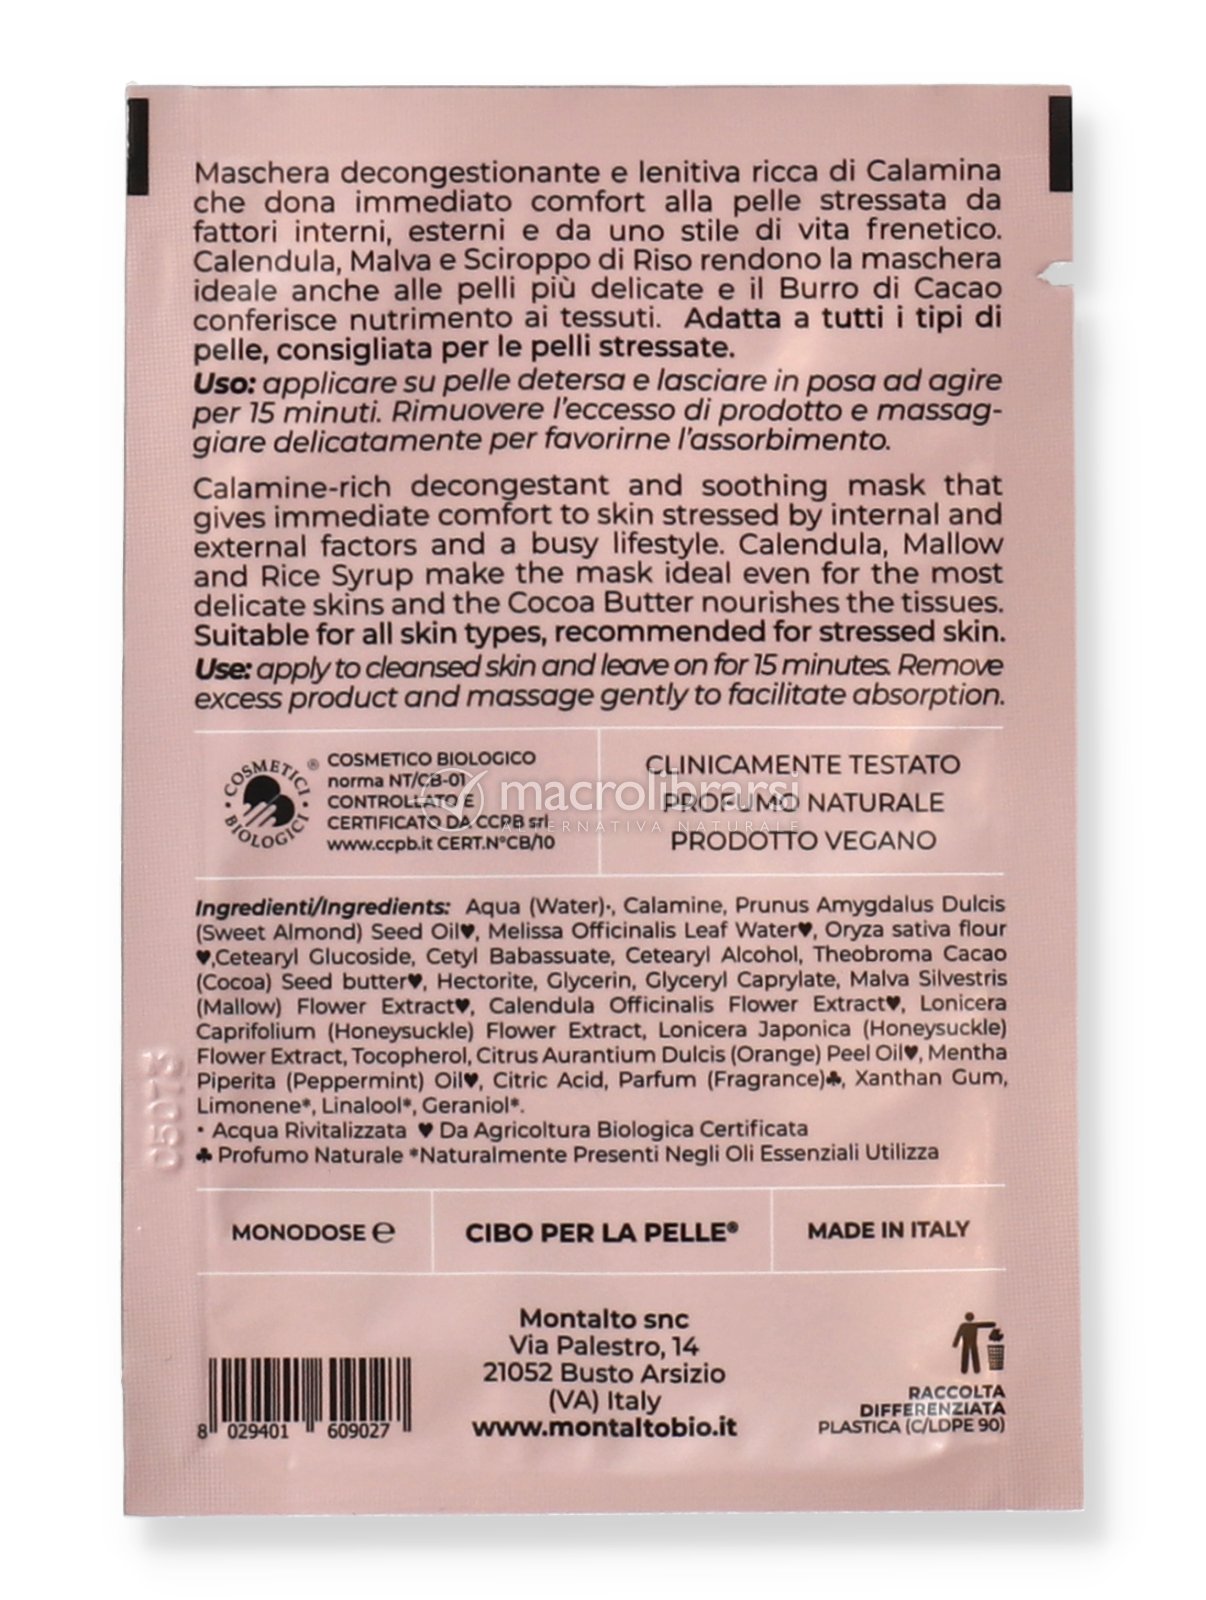 Maschera decongestionante e lenitiva ricca di Calamina
che dona immediato comfort alla pelle stressata da
fattori interni, esterni e da uno stile di vita frenetico.
Calendula, Malva e Sciroppo di Riso rendono la maschera
ideale anche alle pelli più delicate e il Burro di Cacao
conferisce nutrimento ai tessuti. Adatta a tutti i tipi di
pelle, consigliata per le pelli stressate.
Uso: applicare su pelle detersa e lasciare in posa ad agire
per 15 minuti. Rimuovere l'eccesso di prodotto e massag-
giare delicatamente per favorirne l'assorbimento.
Calamine-rich decongestant and soothing mask that
gives immediate comfort to skin stressed by internal and
external factors and a busy lifestyle. Calendula, Mallow
and Rice Syrup make the mask ideal even for the most
delicate skins and the Cocoa Butter nourishes the tissues.
Suitable for all skin types, recommended for stressed skin.
Use: apply to cleansed skin and leave on for 15 minutes. Remove
excess product and massage gently to facilitate absorption.
COSMETICI BIOLOGICI ®
COSMETICO BIOLOGICO
norma NT/CB-01
CONTROLLATO E
CERTIFICATO DA CCPB srl
www.ccpb.it CERT.N°CB/10
CLINICAMENTE TESTATO
PROFUMO NATURALE
PRODOTTO VEGANO
macrolibrarsi
ALTERNATIVA NATURALE
Ingredienti/Ingredients: Aqua (Water)•, Calamine, Prunus Amygdalus Dulcis
(Sweet Almond) Seed Oil♥, Melissa Officinalis Leaf Water♥, Oryza sativa flour
♥,Cetearyl Glucoside, Cetyl Babassuate, Cetearyl Alcohol, Theobroma Cacao
(Cocoa) Seed butter♥, Hectorite, Glycerin, Glyceryl Caprylate, Malva Silvestris
(Mallow) Flower Extract♥, Calendula Officinalis Flower Extract♥, Lonicera
Caprifolium (Honeysuckle) Flower Extract, Lonicera Japonica (Honeysuckle)
Flower Extract, Tocopherol, Citrus Aurantium Dulcis (Orange) Peel Oil♥, Mentha
Piperita (Peppermint) Oil♥, Citric Acid, Parfum (Fragrance)♣, Xanthan Gum,
Limonene*, Linalool*, Geraniol*.
• Acqua Rivitalizzata ♥ Da Agricoltura Biologica Certificata
♣ Profumo Naturale *Naturalmente Presenti Negli Oli Essenziali Utilizza
05073
MONODOSE ℮
CIBO PER LA PELLE®
MADE IN ITALY
Montalto snc
Via Palestro, 14
21052 Busto Arsizio
(VA) Italy
www.montaltobio.it
8 029401 609027
RACCOLTA
DIFFERENZIATA
PLASTICA (C/LDPE 90)